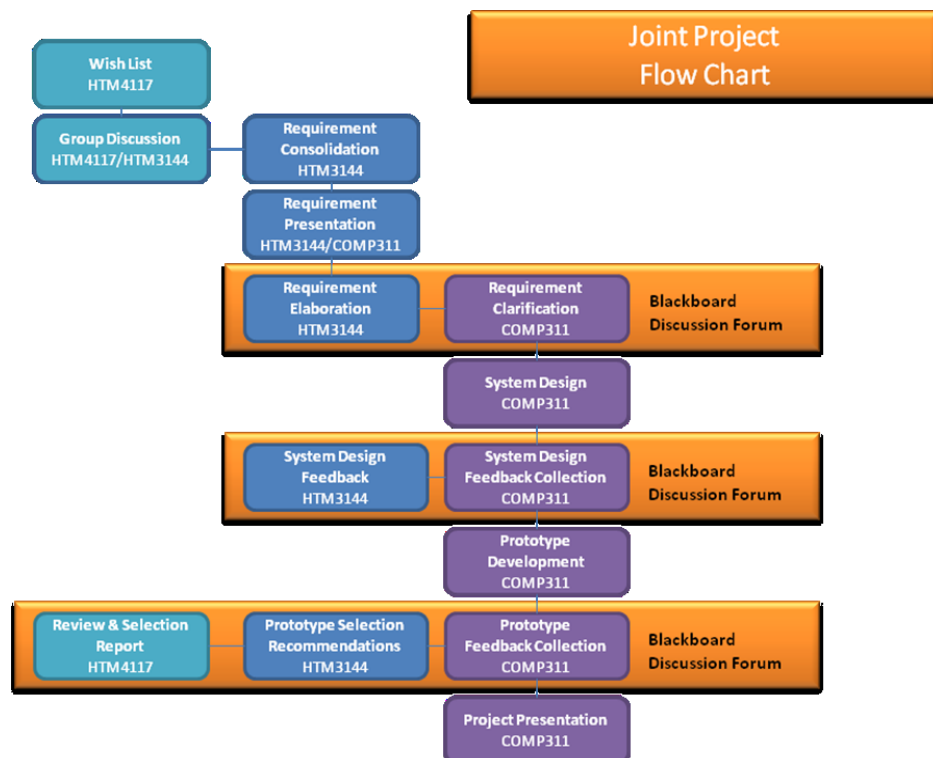 Joint Project
Flow Chart
Wish List
HTM4117
Group Discussion
HTM4117/HTM3144
Requirement
Consolidation
HTM3144
Requirement
Presentation
HTM3144/COMP311
Requirement
Elaboration
HTM3144
Requirement
Clarification
COMP311
Blackboard
Discussion Forum
System Design
COMP311
System Design
Feedback
HTM3144
System Design
Feedback Collection
COMP311
Blackboard
Discussion Forum
Prototype
Development
COMP311
Review & Selection
Report
HTM4117
Prototype Selection
Recommendations
HTM3144
Prototype
Feedback Collection
COMP311
Blackboard
Discussion Forum
Project Presentation
COMP311